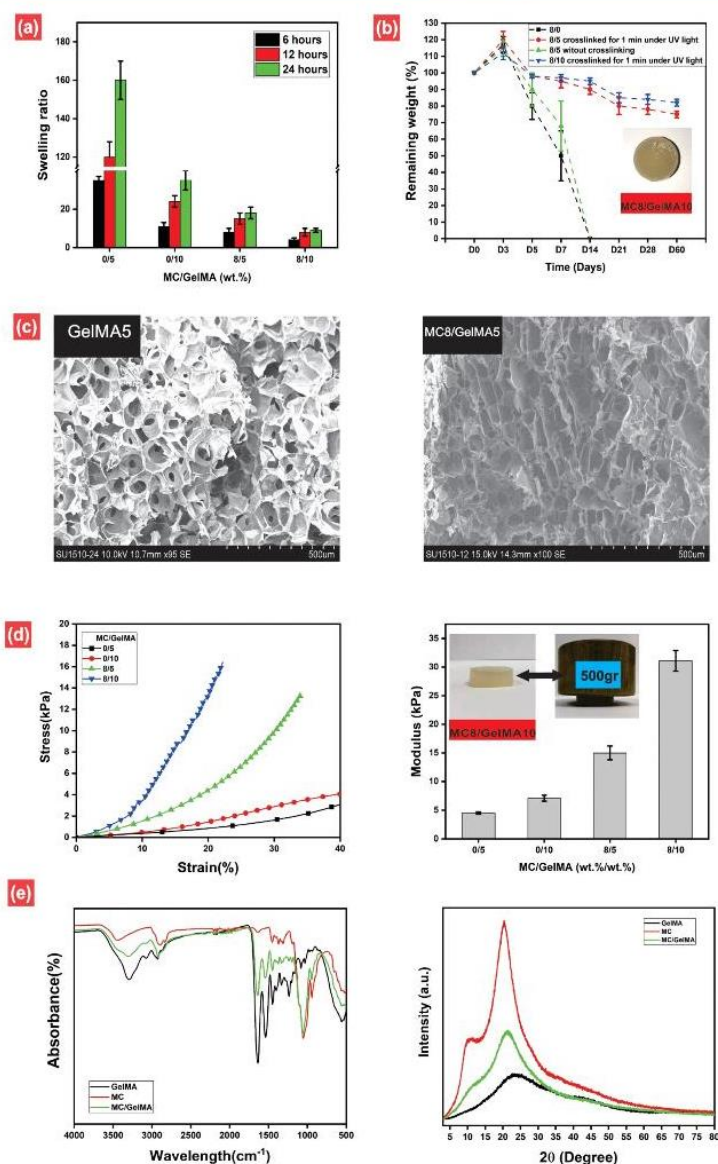 (a)
6 hours
12 hours
24 hours
Swelling ratio
160
140
120
20
0
0/5 0/10 8/5 8/10
MC/GelMA (wt.%)
(b)
8/0
8/5 crosslinked for 1 min under UV light
8/5 witout crosslinking
8/10 crosslinked for 1 min under UV light
Remaining weight (%)
130
120
110
100
90
80
70
60
50
40
30
20
10
0
MC8/GelMA10
D0 D3 D5 D7 D14 D21 D28 D60
Time (Days)
(c)
GelMA5
SU1510-24 10.0kV 10.7mm x95 SE
500um
MC8/GelMA5
SU1510-12 15.0kV 14.3mm x100 SE
500um
(d)
MC/GelMA
0/5
0/10
8/5
8/10
Stress(kPa)
20
18
16
14
12
10
8
6
4
2
0
0 10 20 30 40
Strain(%)
Modulus (kPa)
35
30
25
20
15
10
5
0
MC8/GelMA10
500gr
0/5 0/10 8/5 8/10
MC/GelMA (wt.%/wt.%)
(e)
Absorbance(%)
GelMA
MC
MC/GelMA
4000 3500 3000 2500 2000 1500 1000 500
Wavelength(cm-1)
Intensity (a.u.)
GelMA
MC
MC/GelMA
5 10 15 20 25 30 35 40 45 50 55 60 65 70 75 80
2θ (Degree)